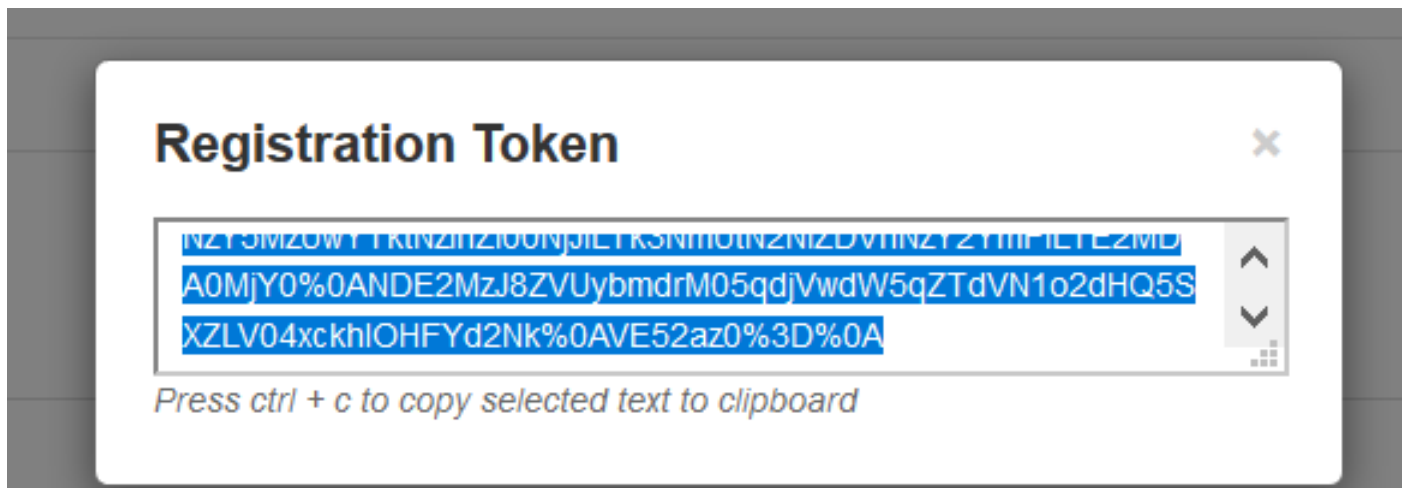 Registration Token
×
A0MjY0%0ANDE2MzJ8ZVUybmdrM05qdjVwdW5qZTdVN1o2dHQ5S
XZLV04xckhlOHFYd2Nk%0AVE52az0%3D%0A
Press ctrl + c to copy selected text to clipboard